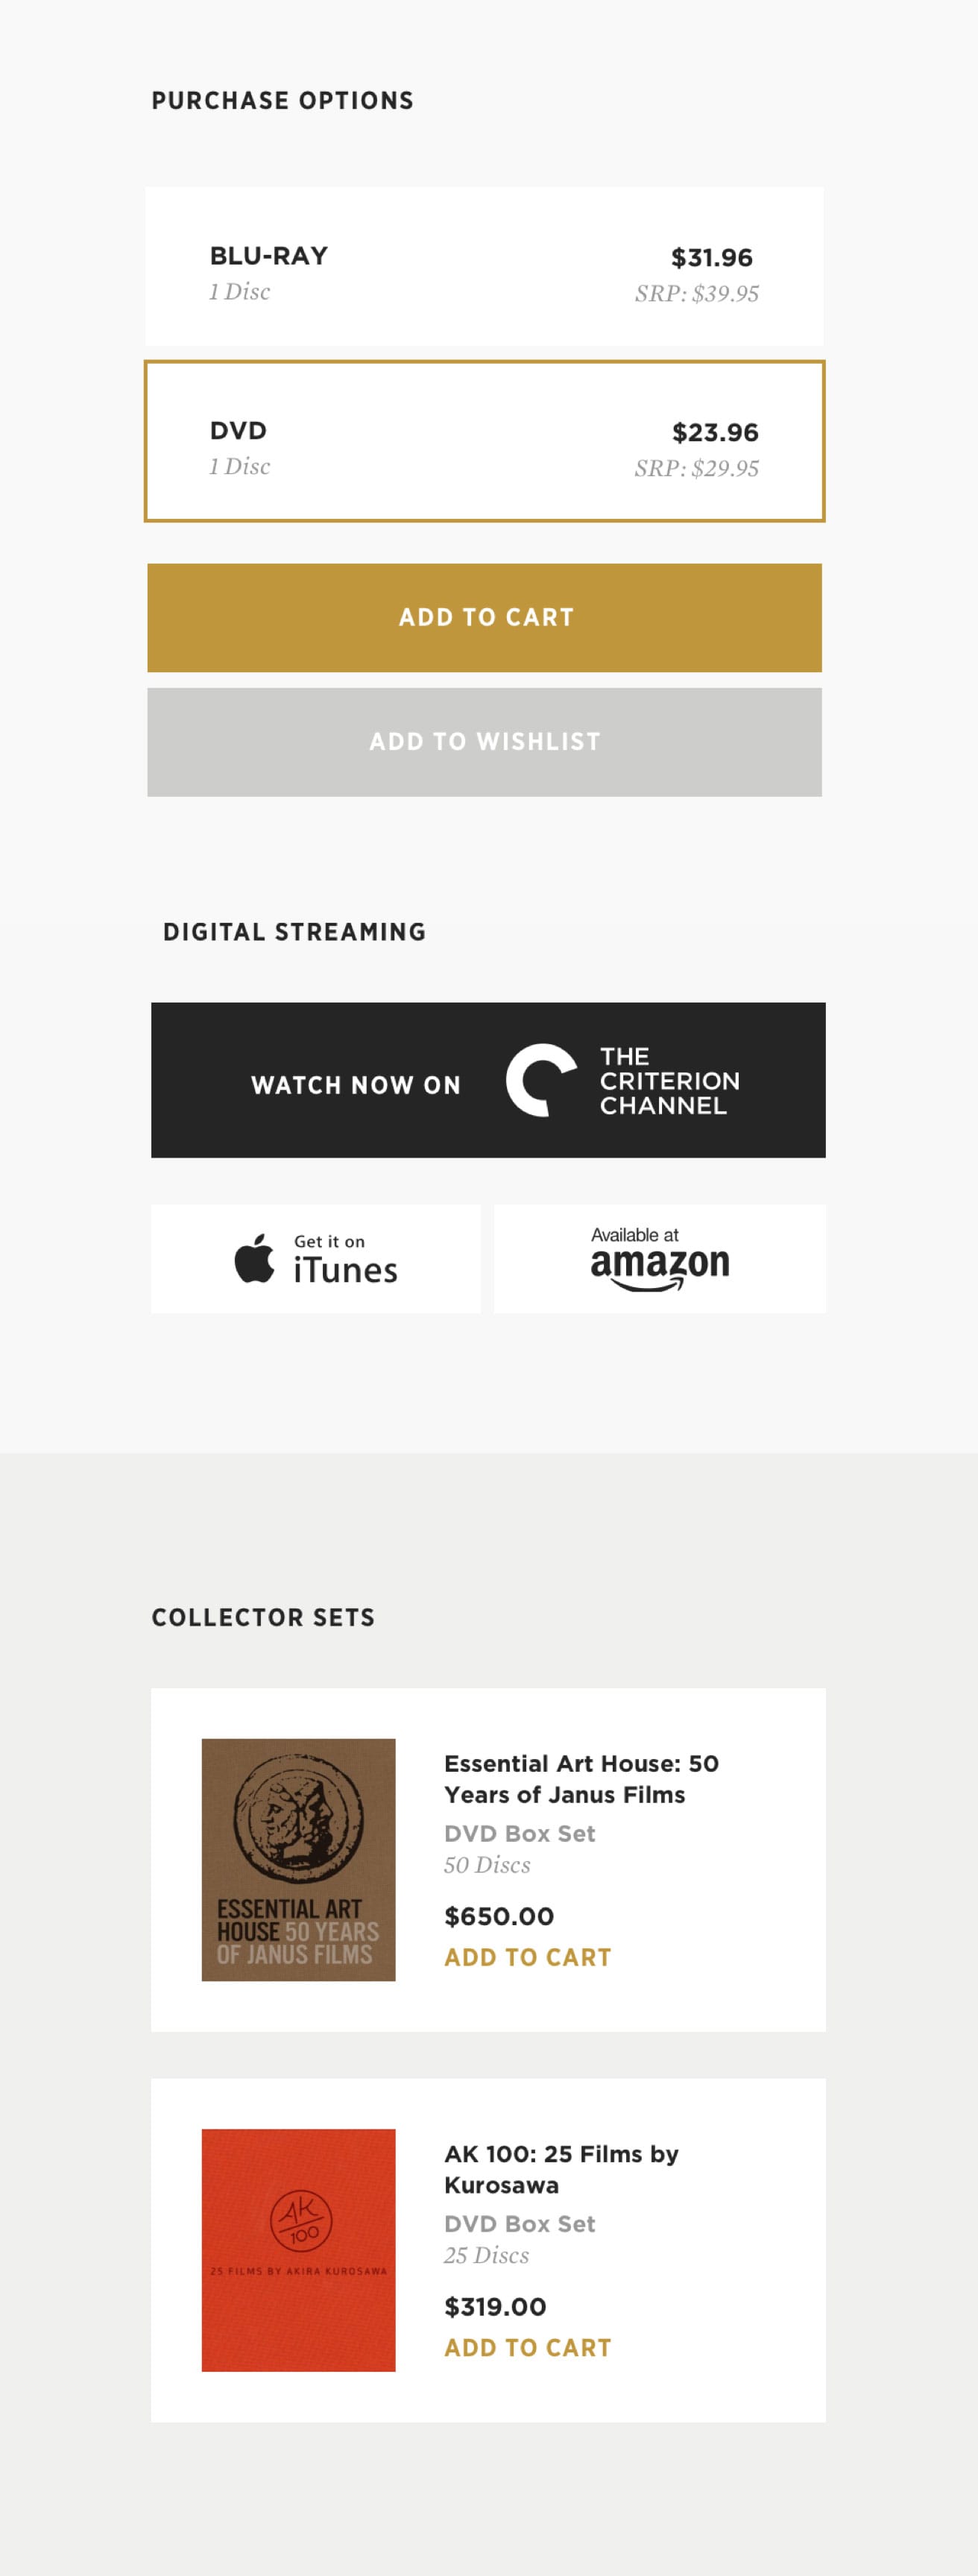 PURCHASE OPTIONS
BLU-RAY
$31.96
1 Disc
SRP: $39.95
DVD
$23.96
1 Disc
SRP: $29.95
ADD TO CART
ADD TO WISHLIST
DIGITAL STREAMING
WATCH NOW ON
THE
CRITERION
CHANNEL
Get it on
iTunes
Available at
amazon
COLLECTOR SETS
ESSENTIAL ART
HOUSE 50 YEARS
OF JANUS FILMS
Essential Art House: 50
Years of Janus Films
DVD Box Set
50 Discs
$650.00
ADD TO CART
AK
100
25 FILMS BY AKIRA KUROSAWA
AK 100: 25 Films by
Kurosawa
DVD Box Set
25 Discs
$319.00
ADD TO CART